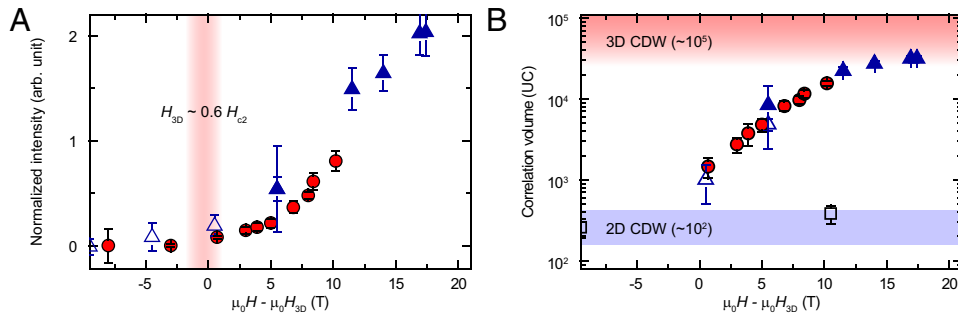 A
Normalized intensity (arb. unit)
2
1
0
H3D ~ 0.6 Hc2
-5 0 5 10 15 20
μ0H - μ0H3D (T)
B
Correlation volume (UC)
10⁵
10⁴
10³
10²
3D CDW (~10⁵)
2D CDW (~10²)
-5 0 5 10 15 20
μ0H - μ0H3D (T)